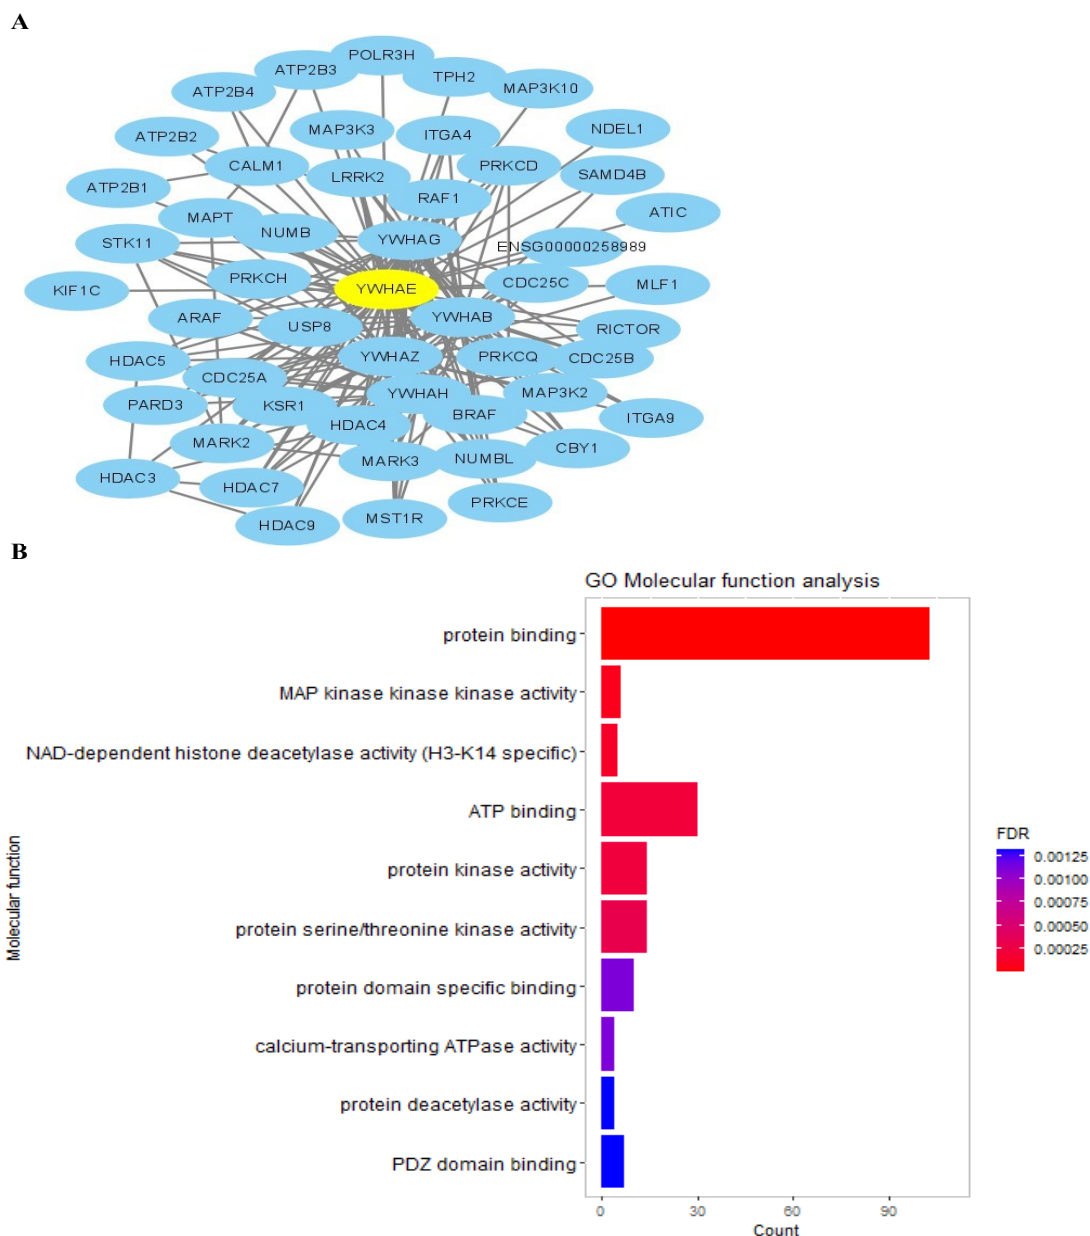 A
POLR3H
ATP2B3
TPH2
ATP2B4
MAP3K10
MAP3K3
ITGA4
NDEL1
ATP2B2
CALM1
LRRK2
PRKCD
SAMD4B
ATP2B1
RAF1
MAPT
NUMB
YWHAG
ATIC
STK11
ENSG00000258989
PRKCH
CDC25C
KIF1C
YWHAE
MLF1
ARAF
USP8
YWHAB
RICTOR
HDAC5
YWHAZ
PRKCQ
CDC25B
CDC25A
YWHAH
MAP3K2
PARD3
KSR1
BRAF
ITGA9
HDAC4
MARK2
CBY1
MARK3
NUMBL
HDAC3
HDAC7
PRKCE
HDAC9
MST1R
B
GO Molecular function analysis
protein binding
MAP kinase kinase kinase activity
NAD-dependent histone deacetylase activity (H3-K14 specific)
ATP binding
protein kinase activity
protein serine/threonine kinase activity
protein domain specific binding
calcium-transporting ATPase activity
protein deacetylase activity
PDZ domain binding
Molecular function
0 30 60 90
Count
FDR
0.00125
0.00100
0.00075
0.00050
0.00025